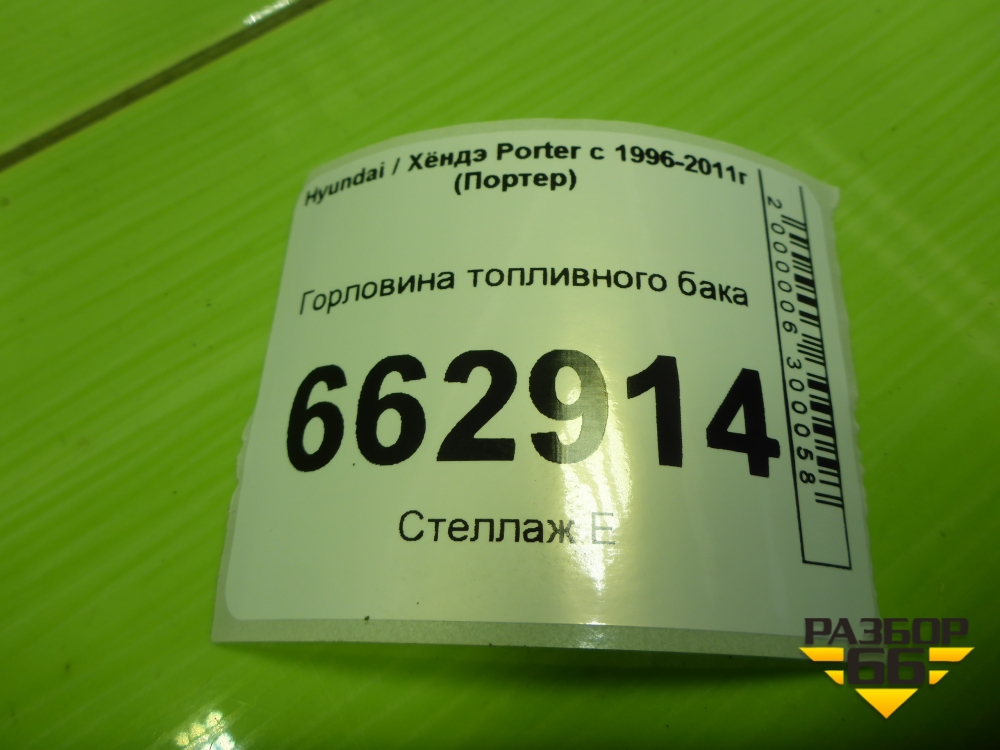 Hyundai / Хёндэ Porter с 1996-2011г
(Портер)
Горловина топливного бака
662914
Стеллаж E
2000006300058
РАЗБОР
66